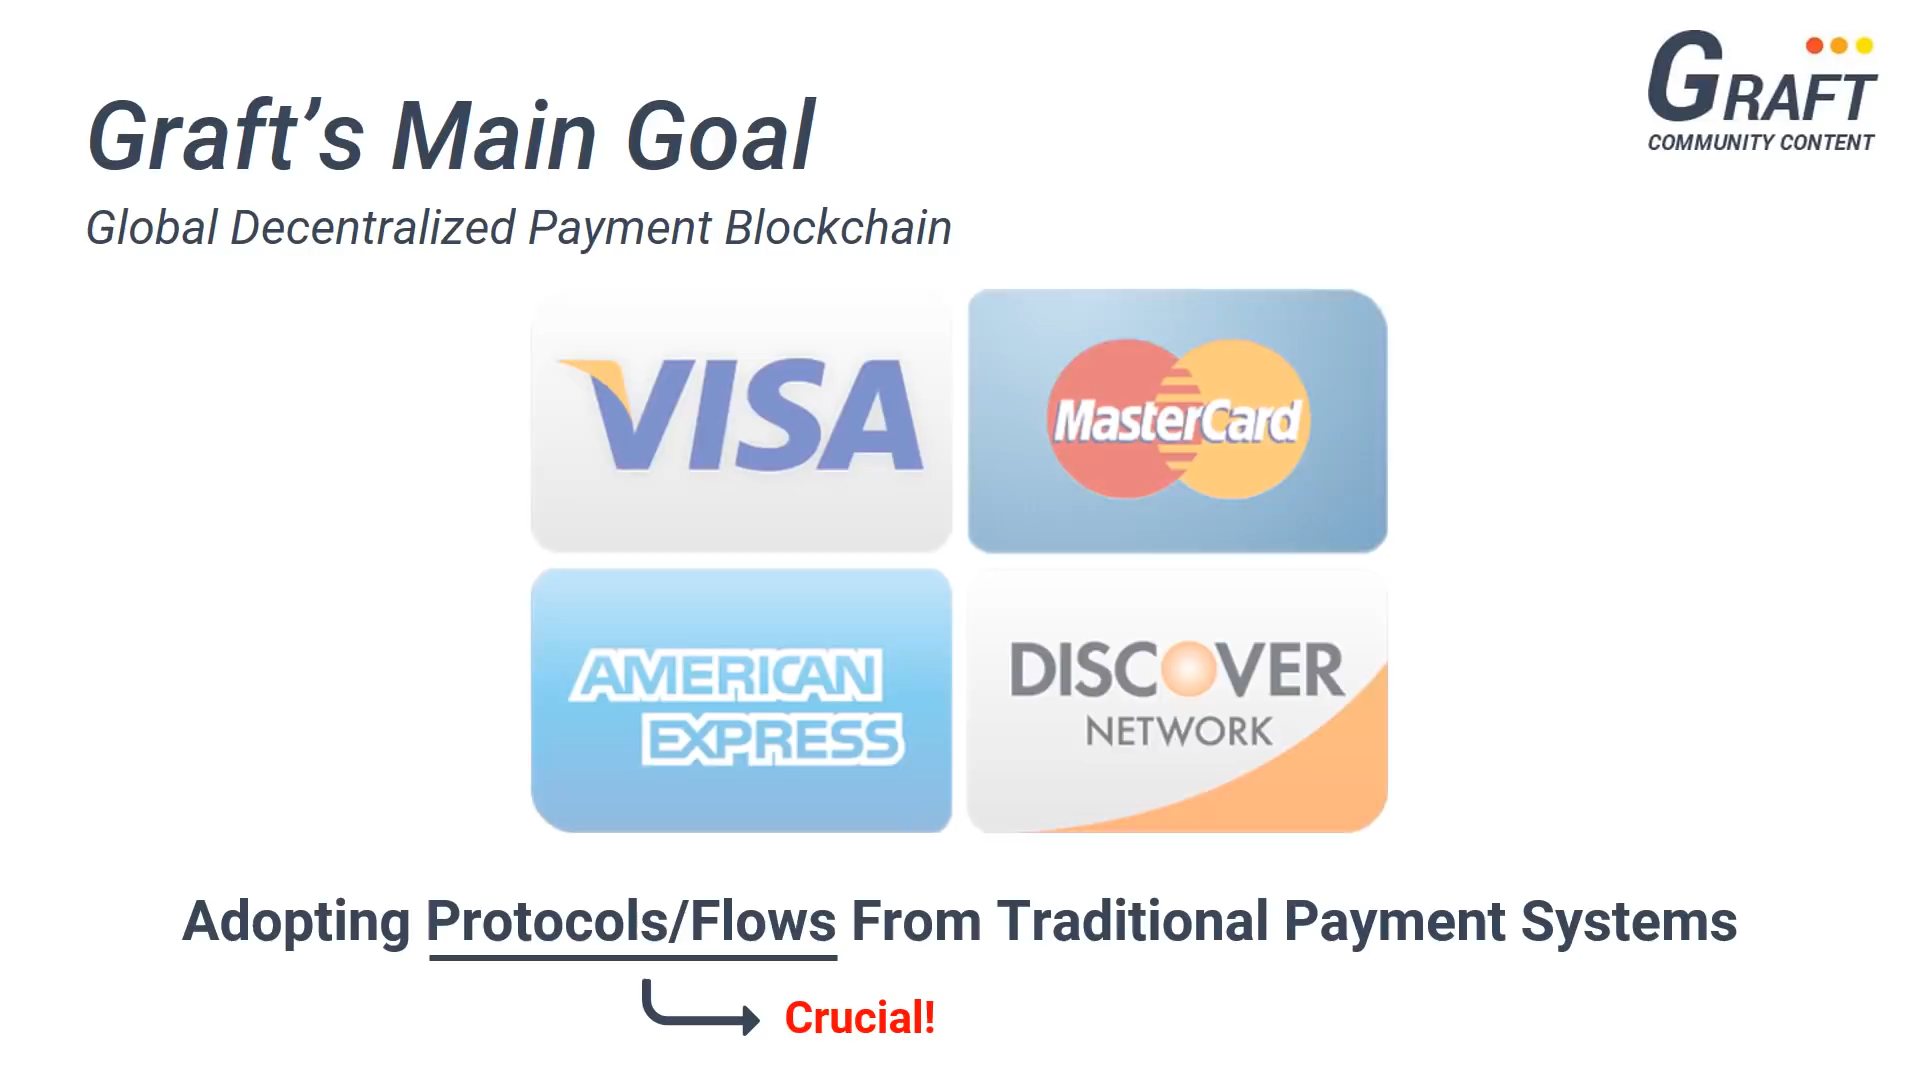 GRAFT
COMMUNITY CONTENT
Graft’s Main Goal
Global Decentralized Payment Blockchain
VISA
MasterCard
AMERICAN
EXPRESS
DISCOVER
NETWORK
Adopting Protocols/Flows From Traditional Payment Systems
Crucial!